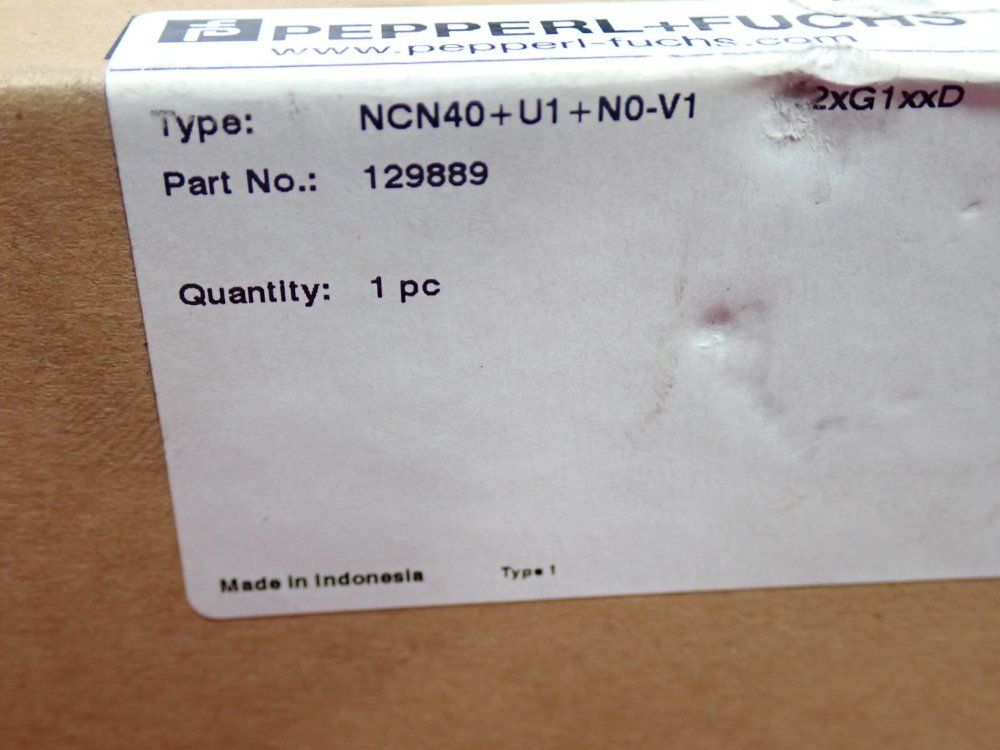 PEPPERL+FUCHS
www.pepperl-fuchs.com
Type: NCN40+U1+N0-V1 2xG1xxD
Part No.: 129889
Quantity: 1 pc
Made in Indonesia Type 1